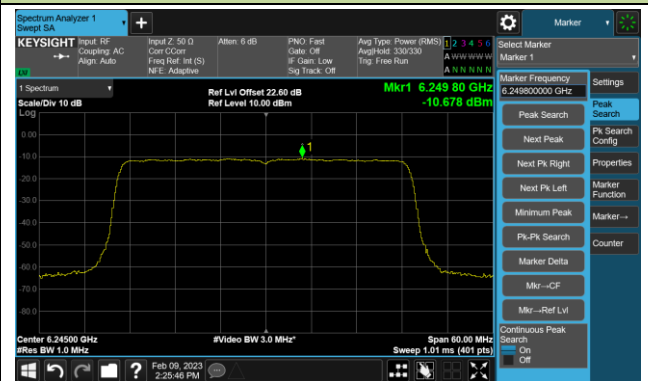 Spectrum Analyzer 1
Swept SA
+
Marker
KEYSIGHT
Input: RF
Coupling: AC
Align: Auto
Input Z: 50 Ω
Corr CCorr
Freq Ref: Int (S)
NFE: Adaptive
Atten: 6 dB
PNO: Fast
Gate: Off
IF Gain: Low
Sig Track: Off
Avg Type: Power (RMS)
Avg|Hold: 330/330
Trig: Free Run
1 2 3 4 5 6
A W W W W W
A N N N N N
LXI
Select Marker
Marker 1
1 Spectrum
Scale/Div 10 dB
Log
Ref Lvl Offset 22.60 dB
Ref Level 10.00 dBm
Mkr1 6.249 80 GHz
-10.678 dBm
Marker Frequency
6.249800000 GHz
Settings
Peak Search
Peak Search
Next Peak
Pk Search Config
Next Pk Right
Properties
Next Pk Left
Marker Function
Minimum Peak
Marker→
Pk-Pk Search
Counter
Marker Delta
Mkr→CF
Mkr→Ref Lvl
Continuous Peak Search
On
Off
0.00
-10.0
-20.0
-30.0
-40.0
-50.0
-60.0
-70.0
-80.0
1
Center 6.24500 GHz
#Res BW 1.0 MHz
#Video BW 3.0 MHz*
Span 60.00 MHz
Sweep 1.01 ms (401 pts)
?
Feb 09, 2023
2:25:46 PM